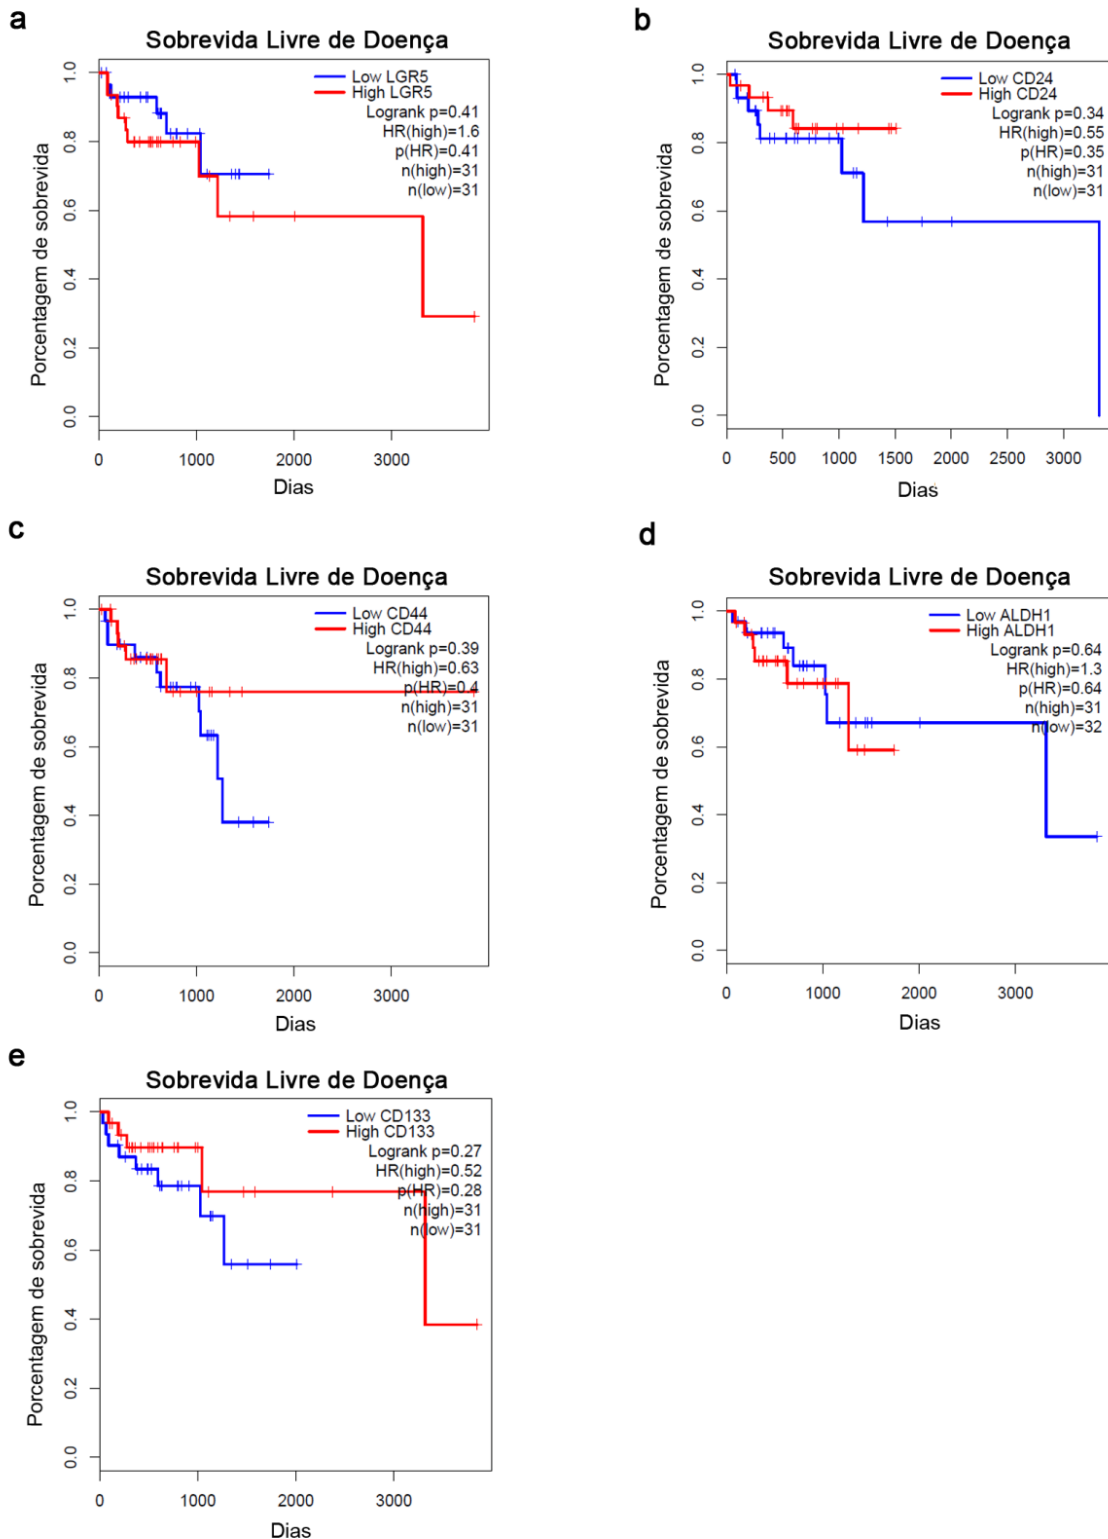 a
Sobrevida Livre de Doença
Low LGR5
High LGR5
Logrank p=0.41
HR(high)=1.6
p(HR)=0.41
n(high)=31
n(low)=31
Porcentagem de sobrevida
1.0
0.8
0.6
0.4
0.2
0.0
0 1000 2000 3000
Dias
b
Sobrevida Livre de Doença
Low CD24
High CD24
Logrank p=0.34
HR(high)=0.55
p(HR)=0.35
n(high)=31
n(low)=31
Porcentagem de sobrevida
1.0
0.8
0.6
0.4
0.2
0.0
0 500 1000 1500 2000 2500 3000
Dias
c
Sobrevida Livre de Doença
Low CD44
High CD44
Logrank p=0.39
HR(high)=0.63
p(HR)=0.4
n(high)=31
n(low)=31
Porcentagem de sobrevida
1.0
0.8
0.6
0.4
0.2
0.0
0 1000 2000 3000
Dias
d
Sobrevida Livre de Doença
Low ALDH1
High ALDH1
Logrank p=0.64
HR(high)=1.3
p(HR)=0.64
n(high)=31
n(low)=32
Porcentagem de sobrevida
1.0
0.8
0.6
0.4
0.2
0.0
0 1000 2000 3000
Dias
e
Sobrevida Livre de Doença
Low CD133
High CD133
Logrank p=0.27
HR(high)=0.52
p(HR)=0.28
n(high)=31
n(low)=31
Porcentagem de sobrevida
1.0
0.8
0.6
0.4
0.2
0.0
0 1000 2000 3000
Dias